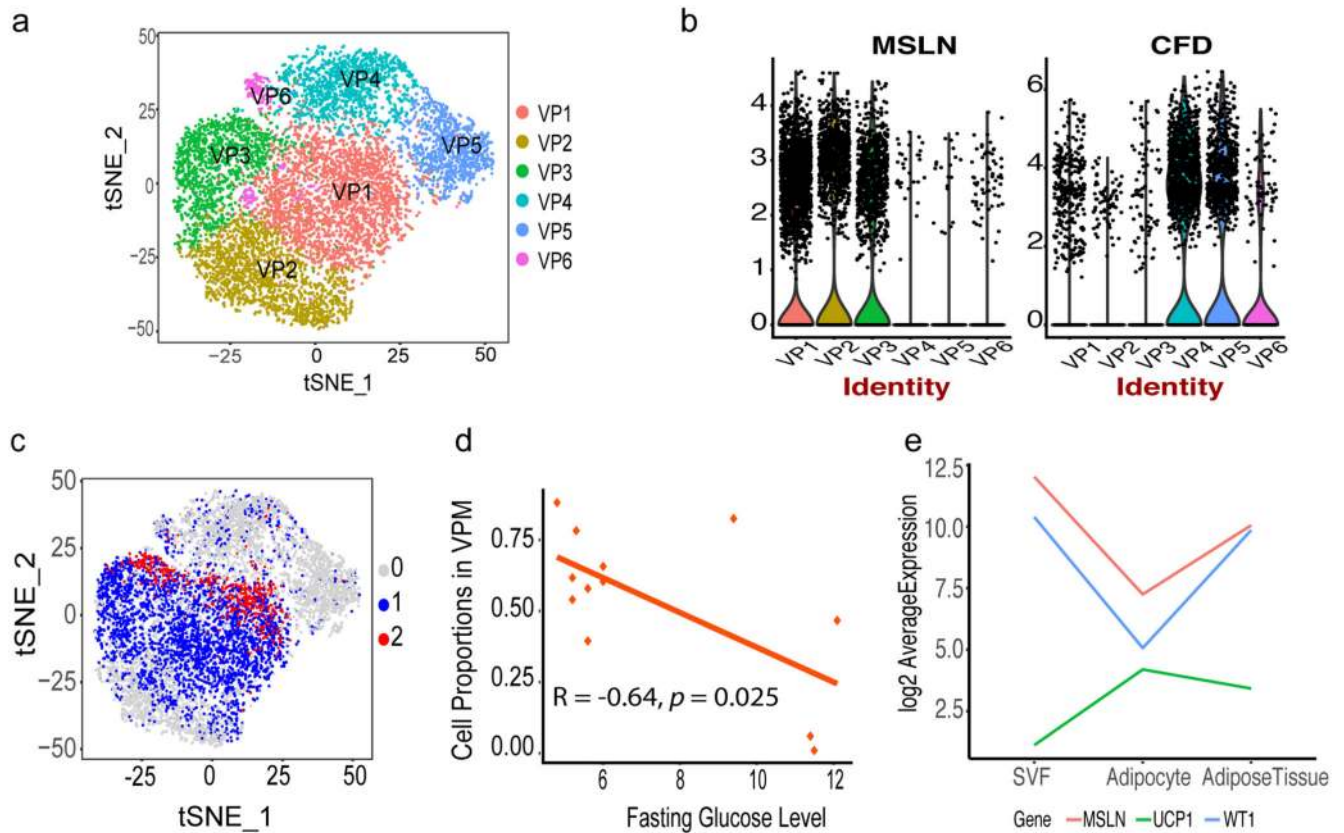 a
50
25
0
−25
−50
tSNE_2
VP4
VP6
VP5
VP3
VP1
VP2
−25
0
25
50
tSNE_1
VP1
VP2
VP3
VP4
VP5
VP6
b
MSLN
4
3
2
1
0
VP1
VP2
VP3
VP4
VP5
VP6
Identity
CFD
6
4
2
0
VP1
VP2
VP3
VP4
VP5
VP6
Identity
c
50
25
0
-25
-50
tSNE_2
-25
0
25
50
tSNE_1
0
1
2
d
Cell Proportions in VPM
0.75
0.50
0.25
0.00
R = -0.64, p = 0.025
6
8
10
12
Fasting Glucose Level
e
log2 AverageExpression
12.5
10.0
7.5
5.0
2.5
SVF
Adipocyte
AdiposeTissue
Gene MSLN UCP1 WT1